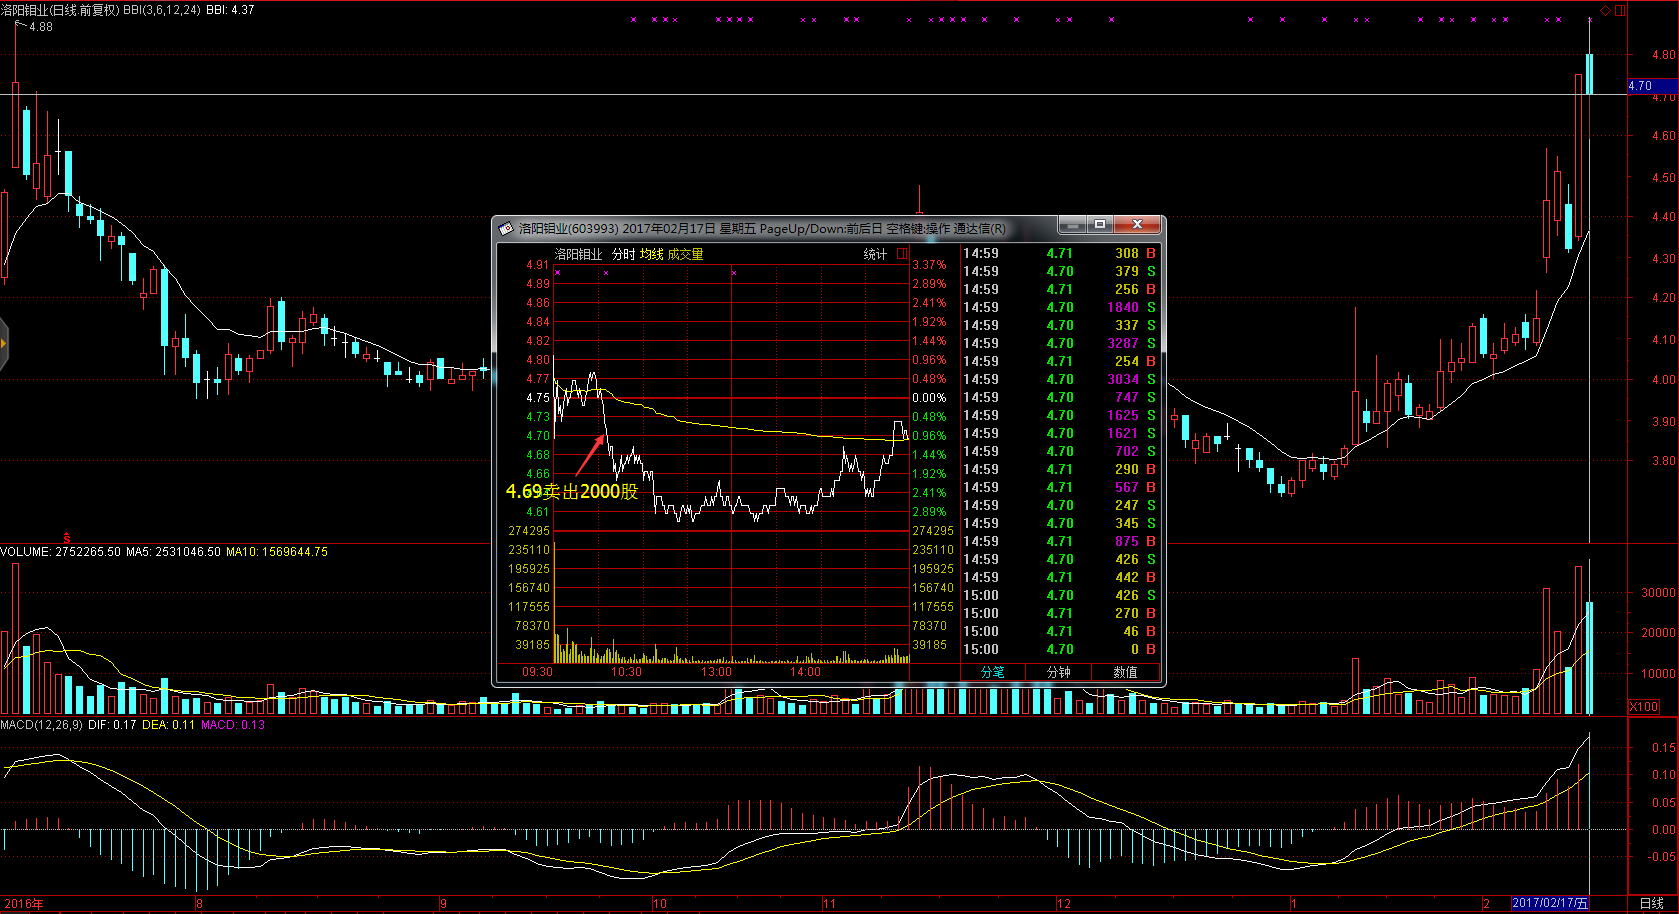 洛阳钼业(日线.前复权) BBI(3,6,12,24) BBI: 4.37
4.88
4.80
4.70
4.70
4.60
4.50
4.40
4.30
4.20
4.10
4.00
3.90
3.80
洛阳钼业(603993) 2017年02月17日 星期五 PageUp/Down:前后日 空格键:操作 通达信(R)
洛阳钼业 分时 均线 成交量 统计
4.91 3.37%
4.89 2.89%
4.86 2.41%
4.84 1.92%
4.82 1.44%
4.80 0.96%
4.77 0.48%
4.75 0.00%
4.73 0.48%
4.70 0.96%
4.68 1.44%
4.66 1.92%
2.41%
4.61 2.89%
4.69卖出2000股
274295 274295
235110 235110
195925 195925
156740 156740
117555 117555
78370 78370
39185 39185
09:30 10:30 13:00 14:00
14:59 4.71 308 B
14:59 4.70 379 S
14:59 4.71 256 B
14:59 4.70 1840 S
14:59 4.70 337 S
14:59 4.70 3287 S
14:59 4.71 254 B
14:59 4.70 3034 S
14:59 4.70 747 S
14:59 4.70 1625 S
14:59 4.70 1621 S
14:59 4.70 702 S
14:59 4.71 290 B
14:59 4.71 567 B
14:59 4.70 247 S
14:59 4.70 345 S
14:59 4.71 875 B
14:59 4.70 426 S
14:59 4.71 442 B
15:00 4.70 426 S
15:00 4.71 270 B
15:00 4.71 46 B
15:00 4.70 0 B
分笔 分钟 数值
VOLUME: 2752265.50 MA5: 2531046.50 MA10: 1569644.75
30000
20000
10000
X100
MACD(12,26,9) DIF: 0.17 DEA: 0.11 MACD: 0.13
0.15
0.10
0.05
0.00
-0.05
2016年 8 9 10 11 12 1 2 2017/02/17/五 日线